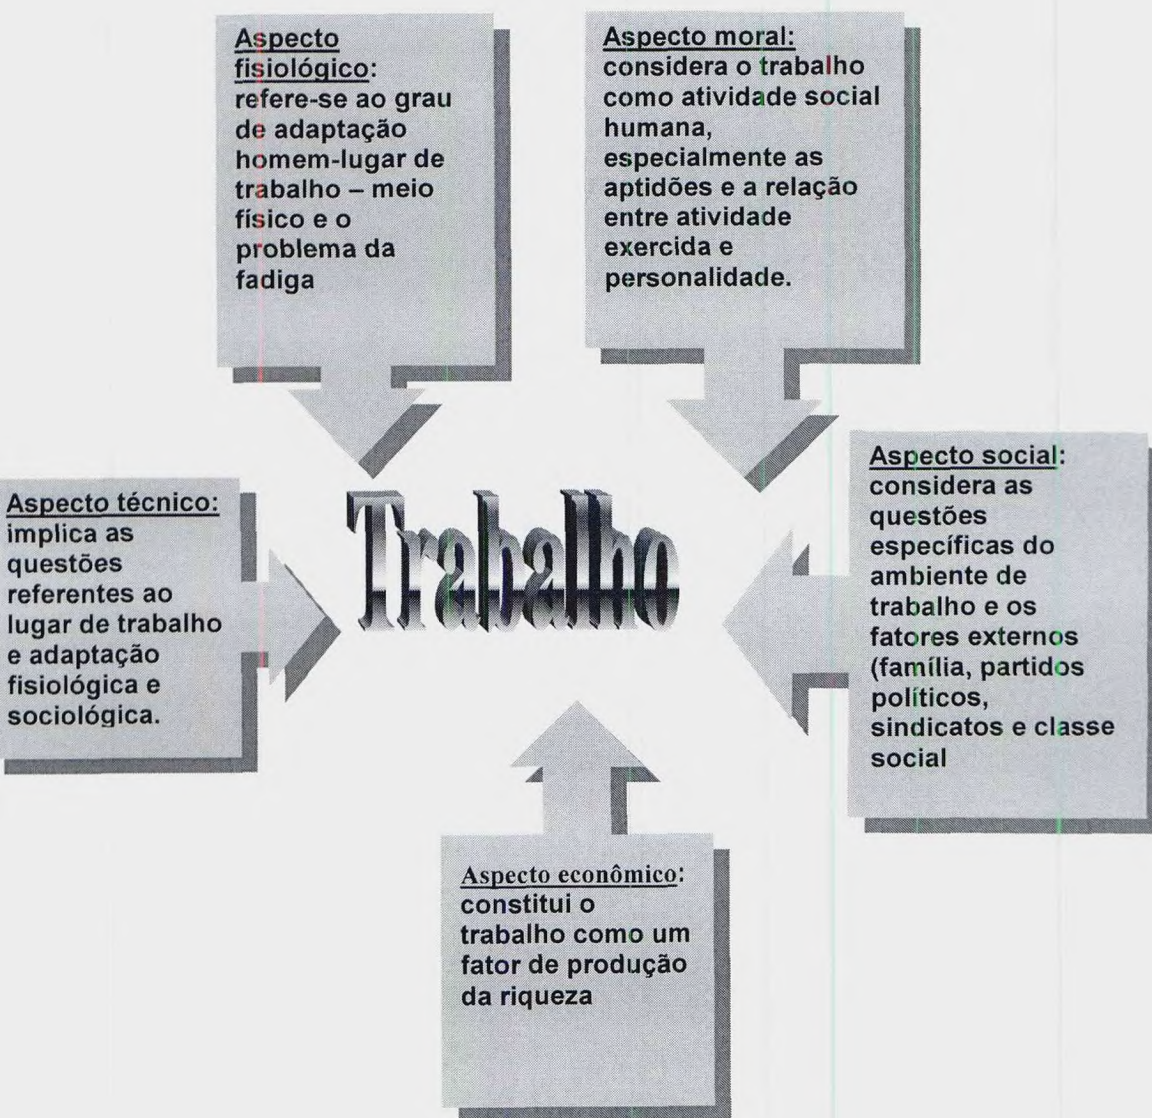 Aspecto
fisiológico:
refere-se ao grau
de adaptação
homem-lugar de
trabalho – meio
físico e o
problema da
fadiga
Aspecto moral:
considera o trabalho
como atividade social
humana,
especialmente as
aptidões e a relação
entre atividade
exercida e
personalidade.
Aspecto técnico:
implica as
questões
referentes ao
lugar de trabalho
e adaptação
fisiológica e
sociológica.
Trabalho
Aspecto social:
considera as
questões
específicas do
ambiente de
trabalho e os
fatores externos
(família, partidos
políticos,
sindicatos e classe
social
Aspecto econômico:
constitui o
trabalho como um
fator de produção
da riqueza